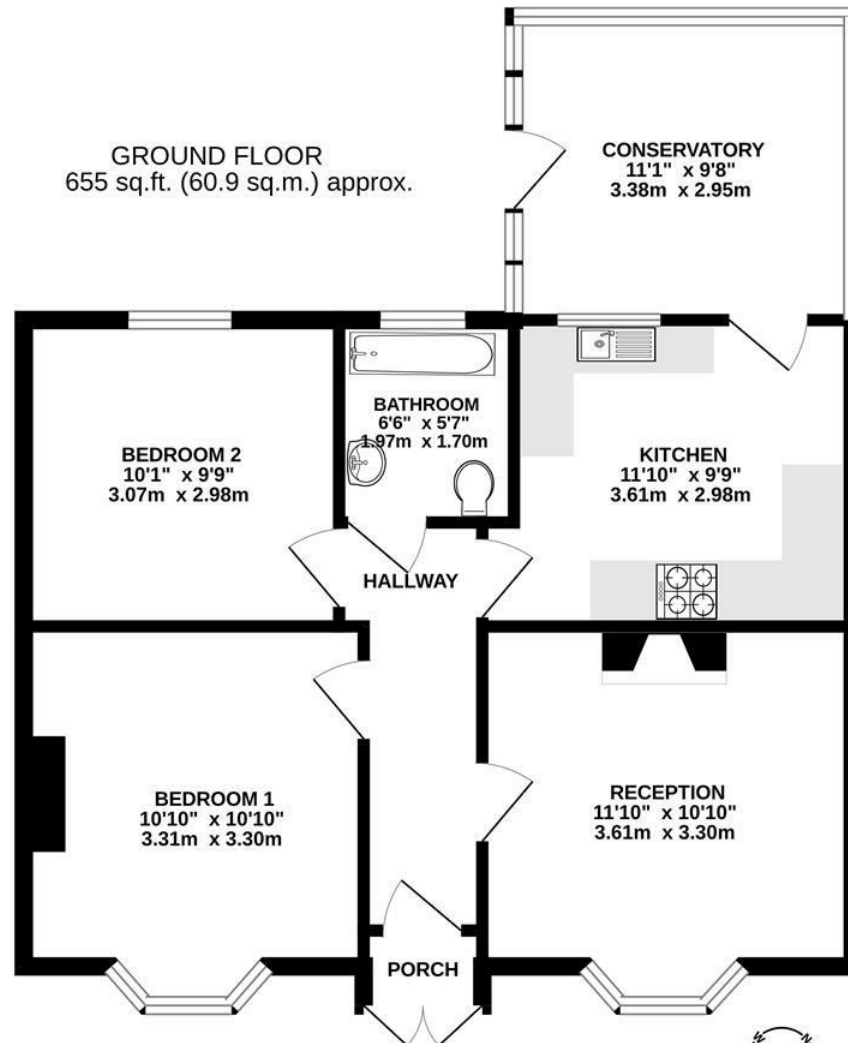 GROUND FLOOR
655 sq.ft. (60.9 sq.m.) approx.
CONSERVATORY
11'1" x 9'8"
3.38m x 2.95m
BATHROOM
6'6" x 5'7"
1.97m x 1.70m
BEDROOM 2
10'1" x 9'9"
3.07m x 2.98m
KITCHEN
11'10" x 9'9"
3.61m x 2.98m
HALLWAY
BEDROOM 1
10'10" x 10'10"
3.31m x 3.30m
RECEPTION
11'10" x 10'10"
3.61m x 3.30m
PORCH
W N